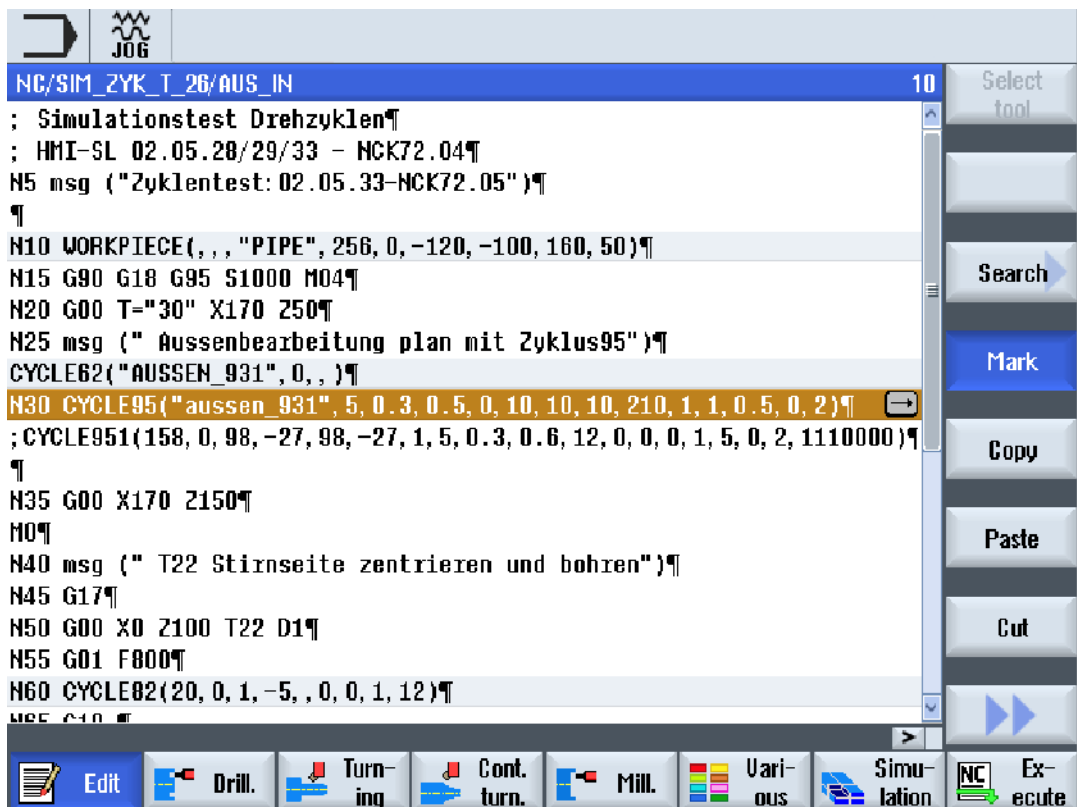 JOG
NC/SIM_ZYK_T_26/AUS_IN 10
; Simulationstest Drehzyklen¶
; HMI-SL 02.05.28/29/33 - NCK72.04¶
N5 msg ("Zyklentest: 02.05.33-NCK72.05")¶
¶
N10 WORKPIECE(,,,"PIPE",256,0,-120,-100,160,50)¶
N15 G90 G18 G95 S1000 M04¶
N20 G00 T="30" X170 Z50¶
N25 msg (" Aussenbearbeitung plan mit Zyklus95")¶
CYCLE62("AUSSEN_931",0,,)¶
N30 CYCLE95("aussen_931",5,0.3,0.5,0,10,10,10,210,1,1,0.5,0,2)¶
;CYCLE951(158,0,98,-27,98,-27,1,5,0.3,0.6,12,0,0,0,1,5,0,2,1110000)¶
¶
N35 G00 X170 Z150¶
M0¶
N40 msg (" T22 Stirnseite zentrieren und bohren")¶
N45 G17¶
N50 G00 X0 Z100 T22 D1¶
N55 G01 F800¶
N60 CYCLE82(20,0,1,-5,,0,0,1,12)¶
Select
tool
Search
Mark
Copy
Paste
Cut
Edit
Drill.
Turn-
ing
Cont.
turn.
Mill.
Vari-
ous
Simu-
lation
NC
Ex-
ecute